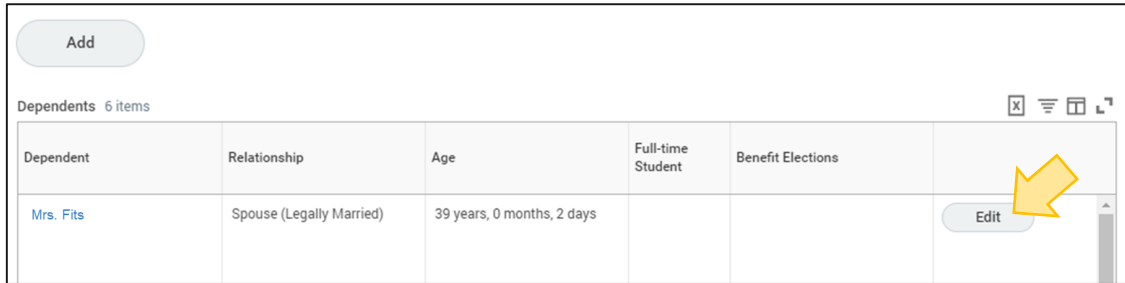 Add
Dependents 6 items
Dependent Relationship Age Full-time Student Benefit Elections
Mrs. Fits Spouse (Legally Married) 39 years, 0 months, 2 days Edit